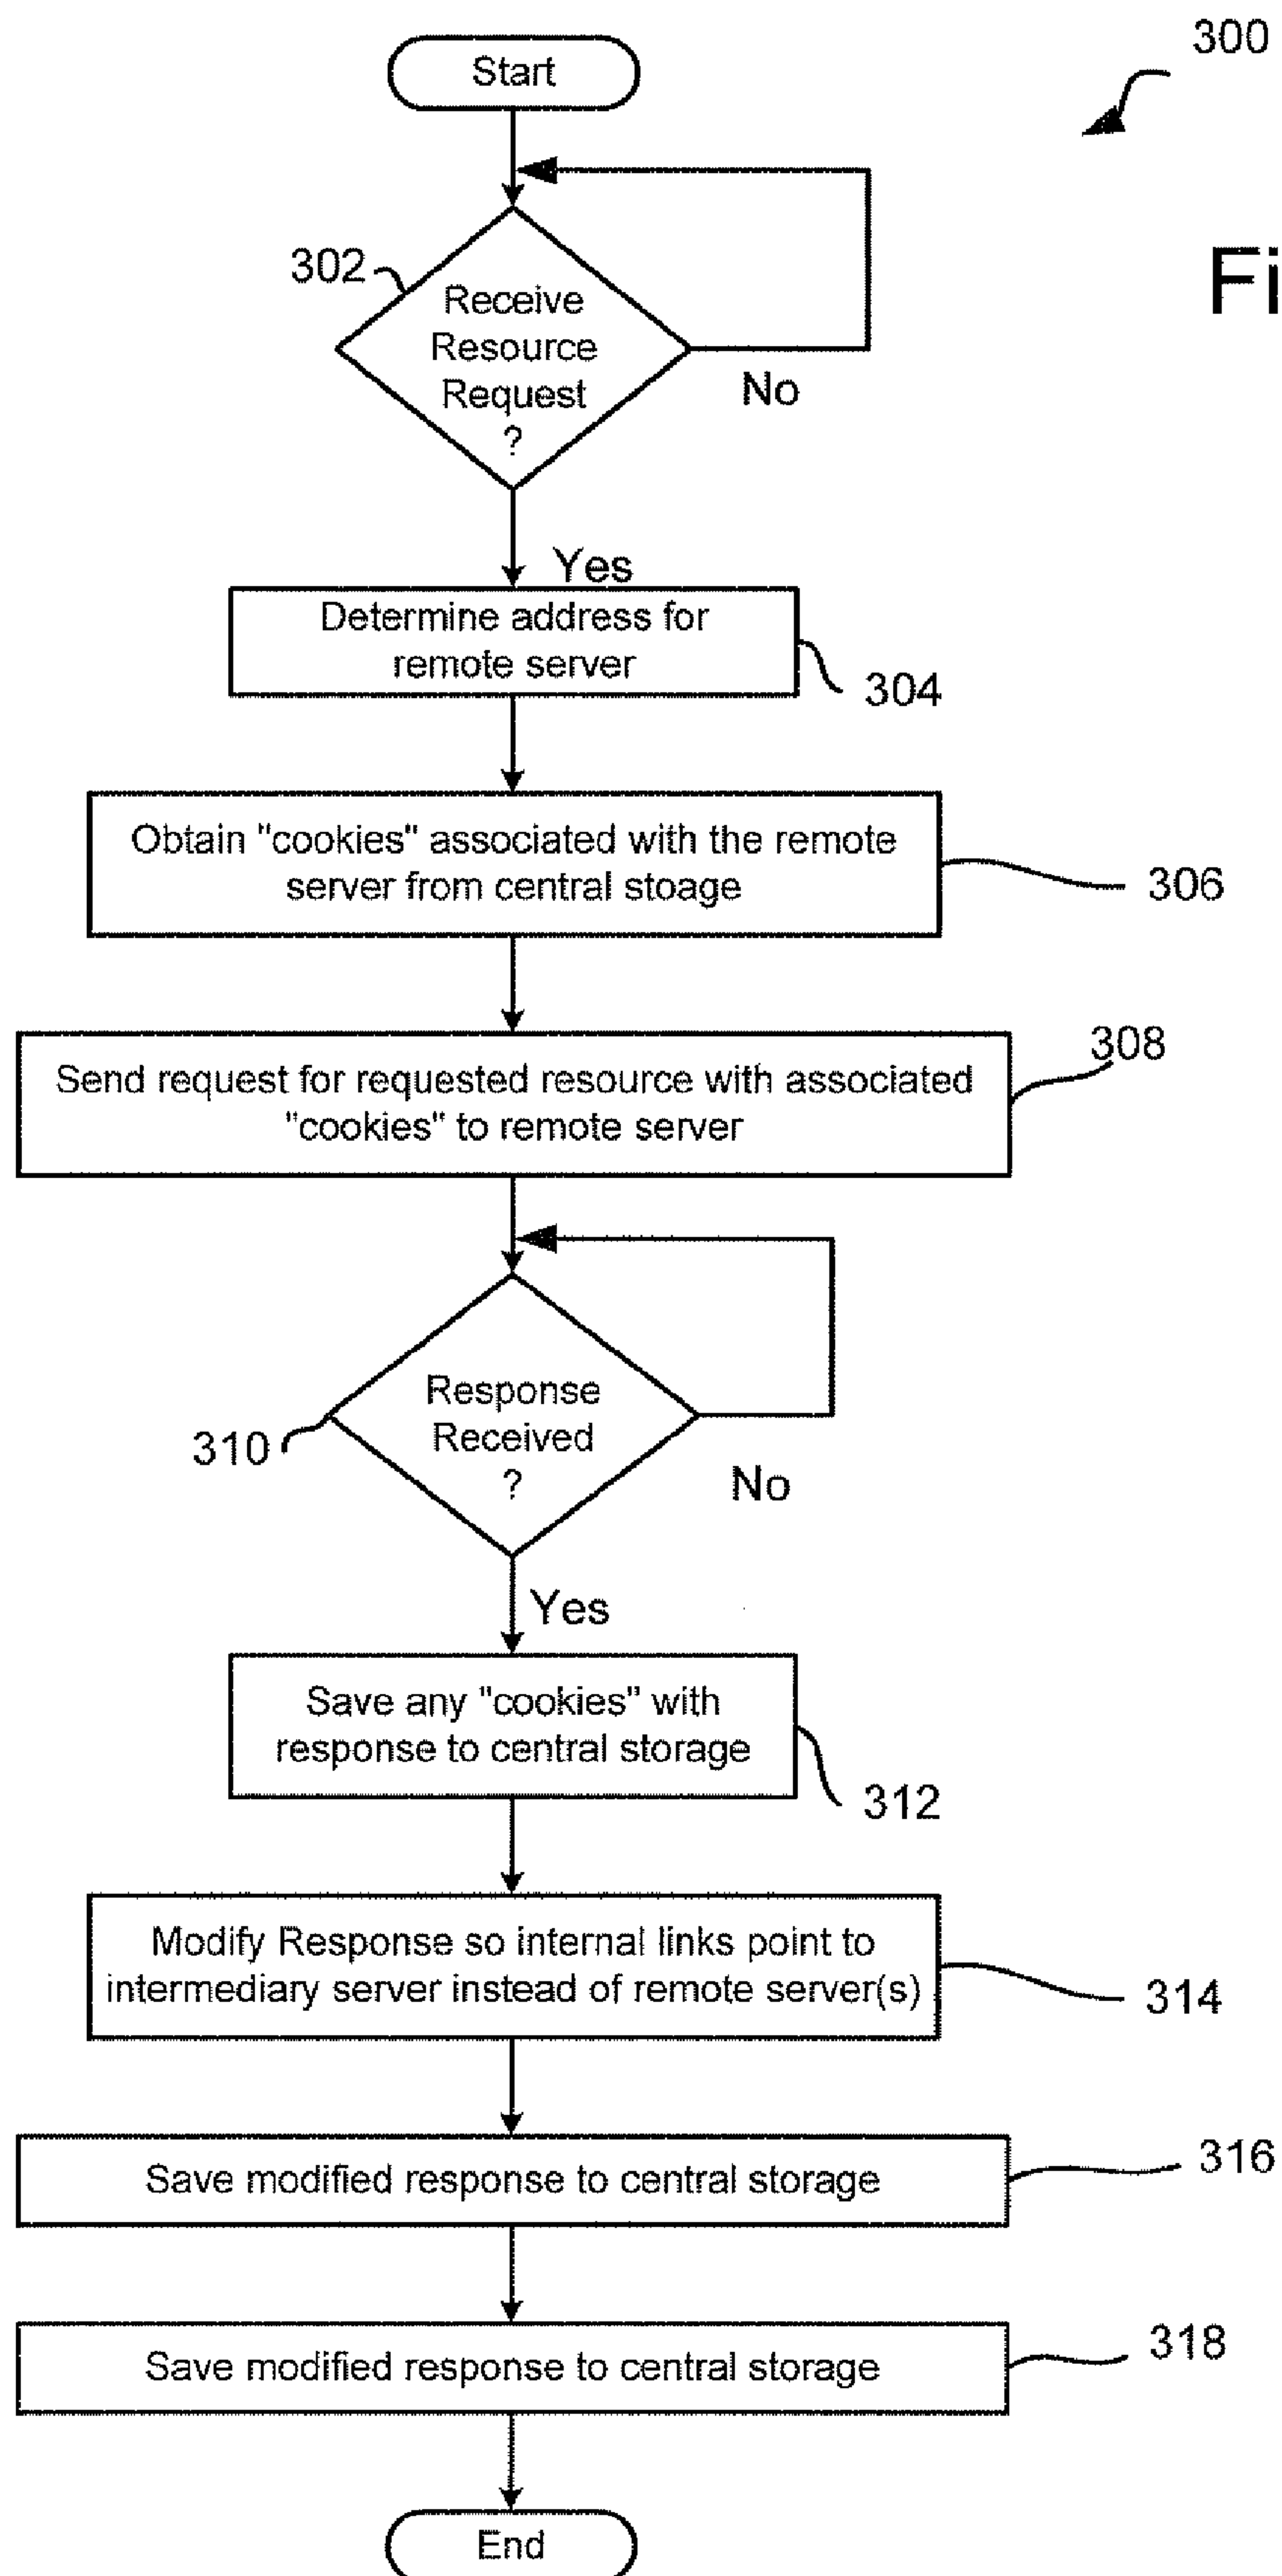 Start
300
Fi
302
Receive
Resource
Request
?
No
Yes
Determine address for
remote server
304
Obtain "cookies" associated with the remote
server from central stoage
306
Send request for requested resource with associated
"cookies" to remote server
308
Response
Received
?
310
No
Yes
Save any "cookies" with
response to central storage
312
Modify Response so internal links point to
intermediary server instead of remote server(s)
314
Save modified response to central storage
316
Save modified response to central storage
318
End